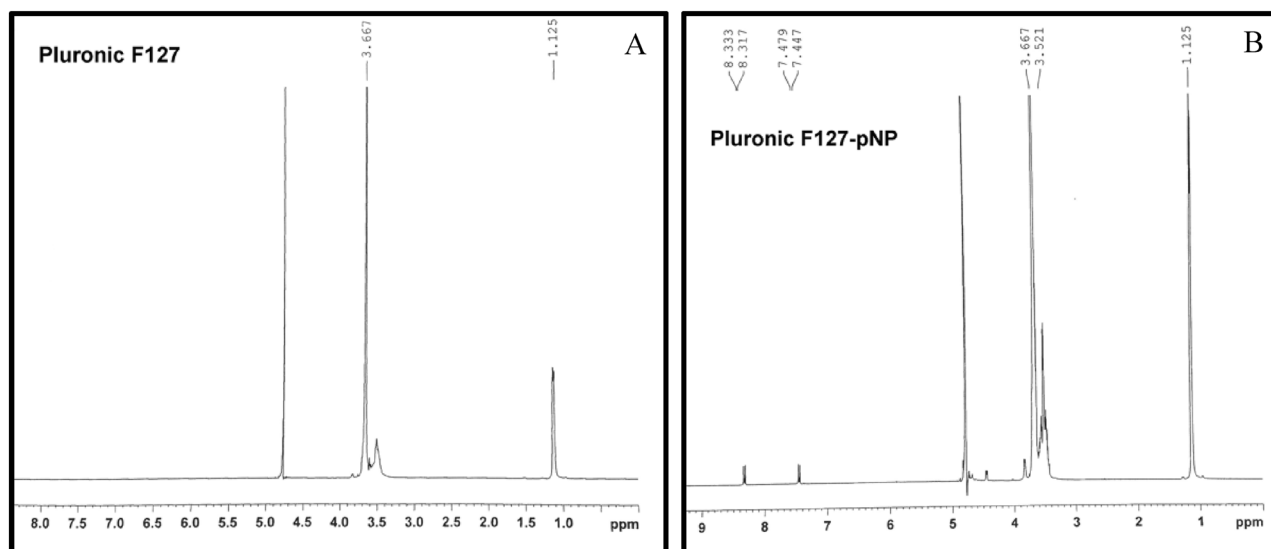 Pluronic F127
A
3.667
1.125
8.0 7.5 7.0 6.5 6.0 5.5 5.0 4.5 4.0 3.5 3.0 2.5 2.0 1.5 1.0 ppm
B
8.333
8.317
7.479
7.447
3.667
3.521
1.125
Pluronic F127-pNP
9 8 7 6 5 4 3 2 1 ppm